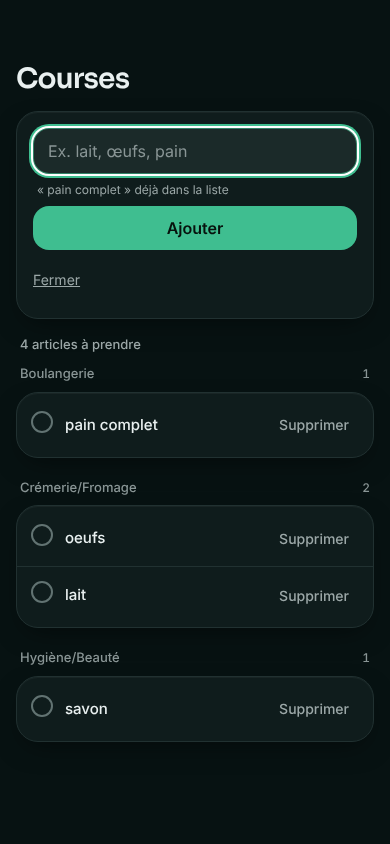 Courses
Ex. lait, œufs, pain
« pain complet » déjà dans la liste
Ajouter
Fermer
4 articles à prendre
Boulangerie 1
pain complet Supprimer
Crémerie/Fromage 2
oeufs Supprimer
lait Supprimer
Hygiène/Beauté 1
savon Supprimer